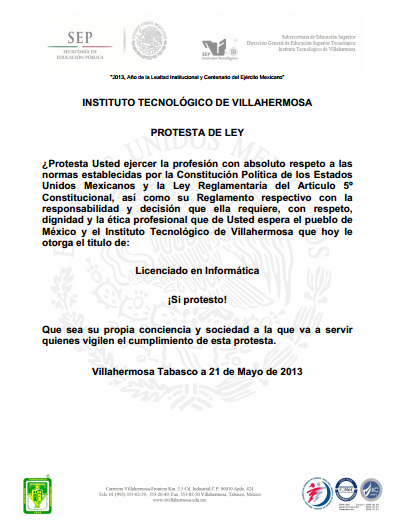 SEP
SECRETARÍA DE
EDUCACIÓN PÚBLICA
SEP
Subsecretaría de Educación Superior
Dirección General de Educación Superior Tecnológica
Instituto Tecnológico de Villahermosa
"2013, Año de la Lealtad Institucional y Centenario del Ejército Mexicano"
INSTITUTO TECNOLÓGICO DE VILLAHERMOSA
PROTESTA DE LEY
¿Protesta Usted ejercer la profesión con absoluto respeto a las
normas establecidas por la Constitución Política de los Estados
Unidos Mexicanos y la Ley Reglamentaría del Articulo 5º
Constitucional, así como su Reglamento respectivo con la
responsabilidad y decisión que ella requiere, con respeto,
dignidad y la ética profesional que de Usted espera el pueblo de
México y el Instituto Tecnológico de Villahermosa que hoy le
otorga el titulo de:
Licenciado en Informática
¡Si protesto!
Que sea su propia conciencia y sociedad a la que va a servir
quienes vigilen el cumplimiento de esta protesta.
Villahermosa Tabasco a 21 de Mayo de 2013
Carretera Villahermosa-Frontera Km. 3.5 Cd. Industrial C.P. 86010 Apdo. 424
Villahermosa, Tabasco, México
www.itvillahermosa.edu.mx